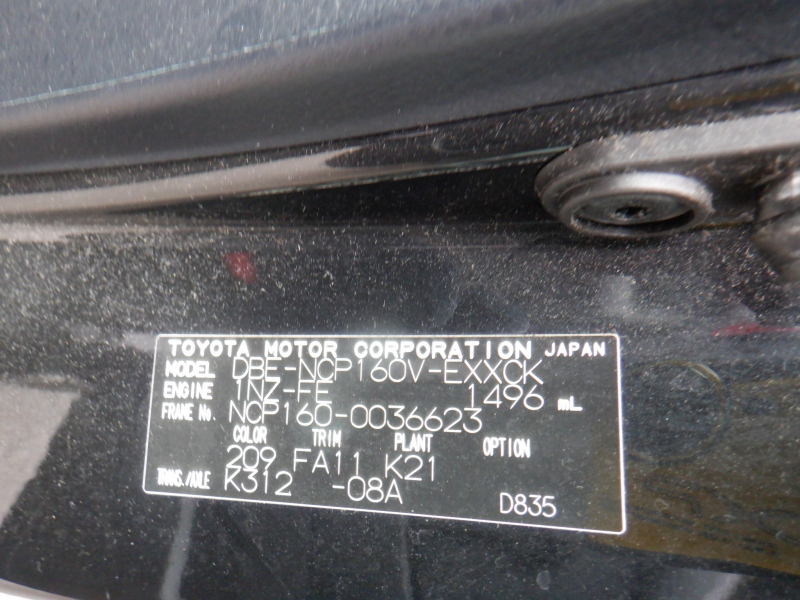 TOYOTA MOTOR CORPORATION JAPAN
MODEL DBE-NCP160V-EXXCK
ENGINE 1NZ-FE 1496 mL
FRAME No. NCP160-0036623
COLOR TRIM PLANT OPTION
209 FA11 K21
TRANS./AXLE K312 -08A
D835